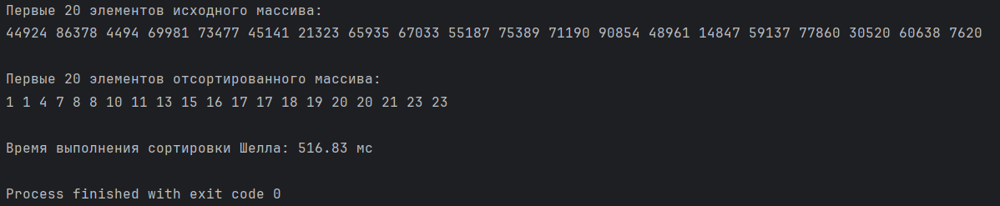 Первые 20 элементов исходного массива:
44924 86378 4494 69981 73477 45141 21323 65935 67033 55187 75389 71190 90854 48961 14847 59137 77860 30520 60638 7620
Первые 20 элементов отсортированного массива:
1 1 4 7 8 8 10 11 13 15 16 17 17 18 19 20 20 21 23 23
Время выполнения сортировки Шелла: 516.83 мс
Process finished with exit code 0